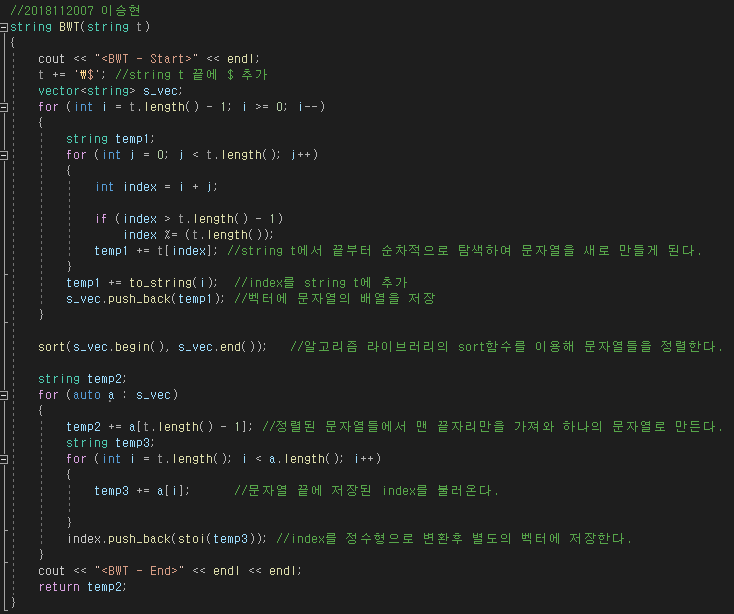 //2018112007 이승현
string BWT(string t)
{
cout << "<BWT - Start>" << endl;
t += '₩$'; //string t 끝에 $ 추가
vector<string> s_vec;
for (int i = t.length() - 1; i >= 0; i--)
{
string temp1;
for (int j = 0; j < t.length(); j++)
{
int index = i + j;
if (index > t.length() - 1)
index %= (t.length());
temp1 += t[index]; //string t에서 끝부터 순차적으로 탐색하여 문자열을 새로 만들게 된다.
}
temp1 += to_string(i); //index를 string t에 추가
s_vec.push_back(temp1); //벡터에 문자열의 배열을 저장
}
sort(s_vec.begin(), s_vec.end()); //알고리즘 라이브러리의 sort함수를 이용해 문자열들을 정렬한다.
string temp2;
for (auto a : s_vec)
{
temp2 += a[t.length() - 1]; //정렬된 문자열들에서 맨 끝자리만을 가져와 하나의 문자열로 만든다.
string temp3;
for (int i = t.length(); i < a.length(); i++)
{
temp3 += a[i]; //문자열 끝에 저장된 index를 불러온다.
}
index.push_back(stoi(temp3)); //index를 정수형으로 변환후 별도의 벡터에 저장한다.
}
cout << "<BWT - End>" << endl << endl;
return temp2;
}